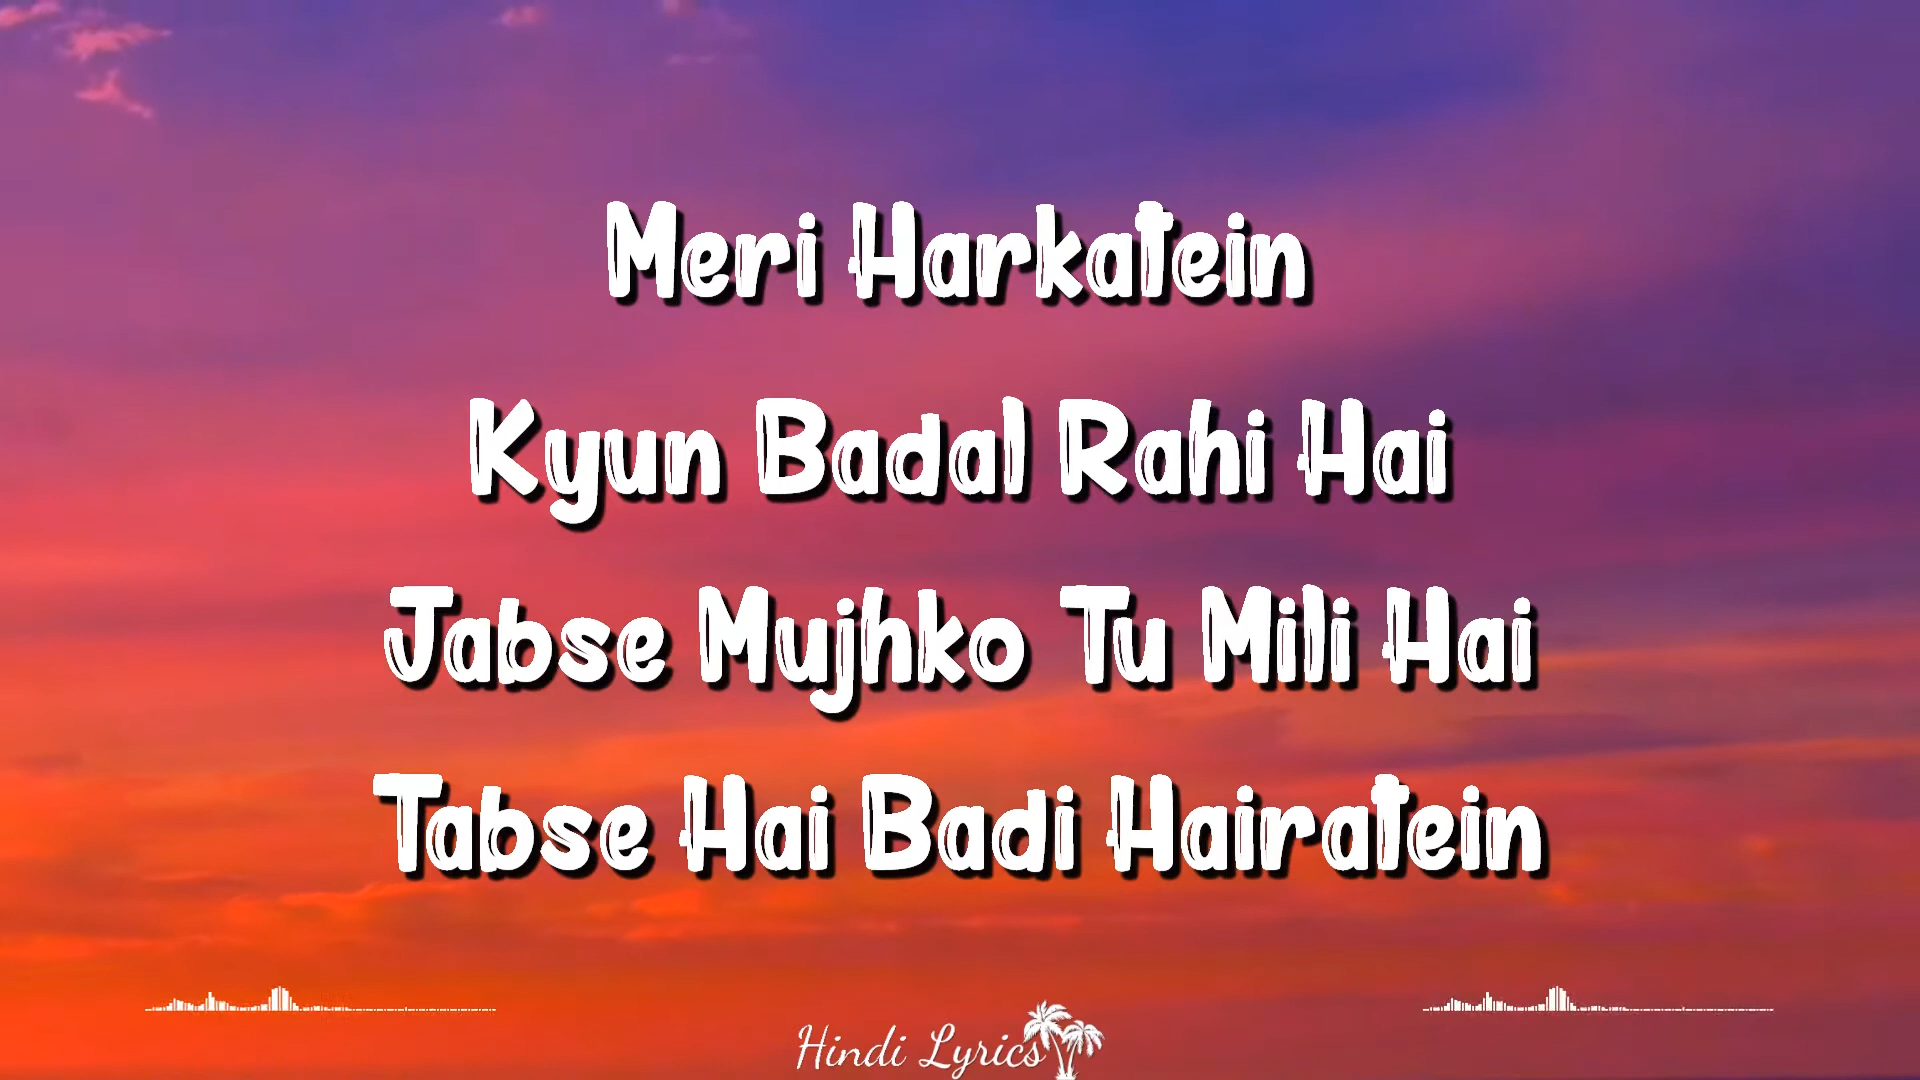 Meri Harkatein
Kyun Badal Rahi Hai
Jabse Mujhko Tu Mili Hai
Tabse Hai Badi Hairatein
Hindi Lyrics